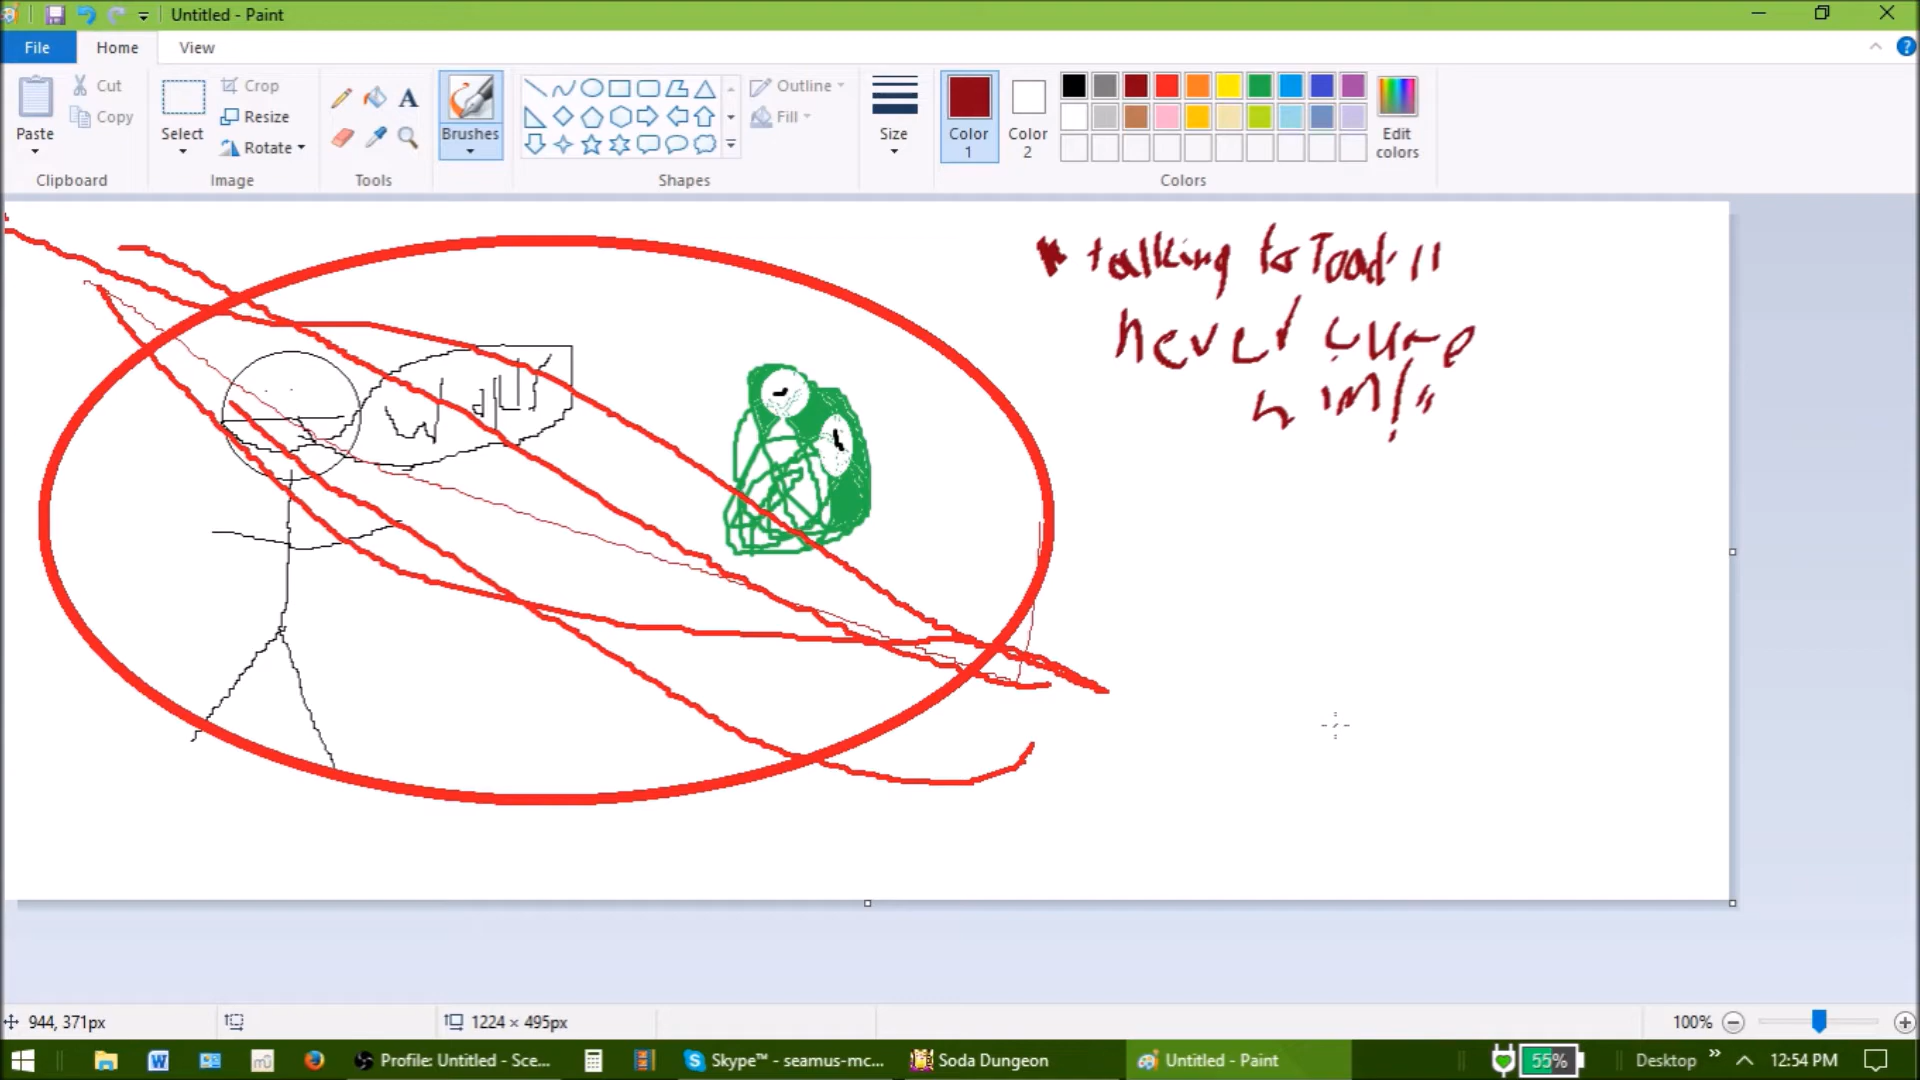 Untitled - Paint
File Home View
Paste
Cut
Copy
Clipboard
Select
Crop
Resize
Rotate
Image
A
Tools
Brushes
Outline
Fill
Shapes
Size
Color 1
Color 2
Edit colors
Colors
talking to Toad'll
never cure
him!"
944, 371px
1224 × 495px
100%
Profile: Untitled - Sce...
Skype™ - seamus-mc...
Soda Dungeon
Untitled - Paint
55%
Desktop
12:54 PM